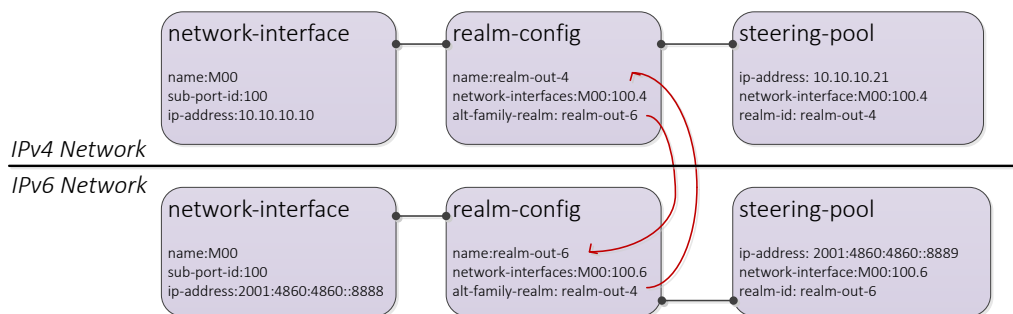 network-interface
name:M00
sub-port-id:100
ip-address:10.10.10.10
realm-config
name:realm-out-4
network-interfaces:M00:100.4
alt-family-realm: realm-out-6
steering-pool
ip-address: 10.10.10.21
network-interface:M00:100.4
realm-id: realm-out-4
IPv4 Network
IPv6 Network
network-interface
name:M00
sub-port-id:100
ip-address:2001:4860:4860::8888
realm-config
name:realm-out-6
network-interfaces:M00:100.6
alt-family-realm: realm-out-4
steering-pool
ip-address: 2001:4860:4860::8889
network-interface:M00:100.6
realm-id: realm-out-6